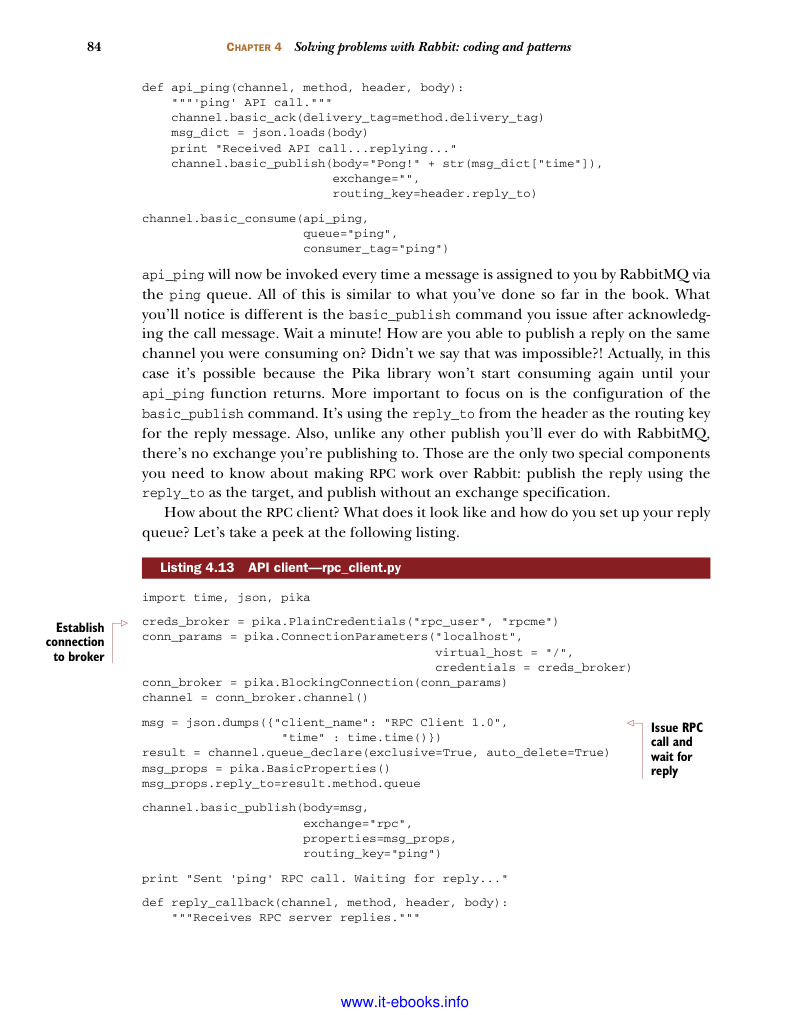 84
CHAPTER 4 Solving problems with Rabbit: coding and patterns
def api_ping(channel, method, header, body):
    """'ping' API call."""
    channel.basic_ack(delivery_tag=method.delivery_tag)
    msg_dict = json.loads(body)
    print "Received API call...replying..."
    channel.basic_publish(body="Pong!" + str(msg_dict["time"]),
                          exchange="",
                          routing_key=header.reply_to)
channel.basic_consume(api_ping,
                      queue="ping",
                      consumer_tag="ping")
api_ping will now be invoked every time a message is assigned to you by RabbitMQ via
the ping queue. All of this is similar to what you've done so far in the book. What
you'll notice is different is the basic_publish command you issue after acknowledg-
ing the call message. Wait a minute! How are you able to publish a reply on the same
channel you were consuming on? Didn't we say that was impossible?! Actually, in this
case it's possible because the Pika library won't start consuming again until your
api_ping function returns. More important to focus on is the configuration of the
basic_publish command. It's using the reply_to from the header as the routing key
for the reply message. Also, unlike any other publish you'll ever do with RabbitMQ,
there's no exchange you're publishing to. Those are the only two special components
you need to know about making RPC work over Rabbit: publish the reply using the
reply_to as the target, and publish without an exchange specification.
How about the RPC client? What does it look like and how do you set up your reply
queue? Let's take a peek at the following listing.
Listing 4.13 API client—rpc_client.py
import time, json, pika
Establish
connection
to broker
creds_broker = pika.PlainCredentials("rpc_user", "rpcme")
conn_params = pika.ConnectionParameters("localhost",
                                        virtual_host = "/",
                                        credentials = creds_broker)
conn_broker = pika.BlockingConnection(conn_params)
channel = conn_broker.channel()
msg = json.dumps({"client_name": "RPC Client 1.0",
                   "time" : time.time()})
result = channel.queue_declare(exclusive=True, auto_delete=True)
msg_props = pika.BasicProperties()
msg_props.reply_to=result.method.queue
Issue RPC
call and
wait for
reply
channel.basic_publish(body=msg,
                      exchange="rpc",
                      properties=msg_props,
                      routing_key="ping")
print "Sent 'ping' RPC call. Waiting for reply..."
def reply_callback(channel, method, header, body):
    """Receives RPC server replies."""
www.it-ebooks.info